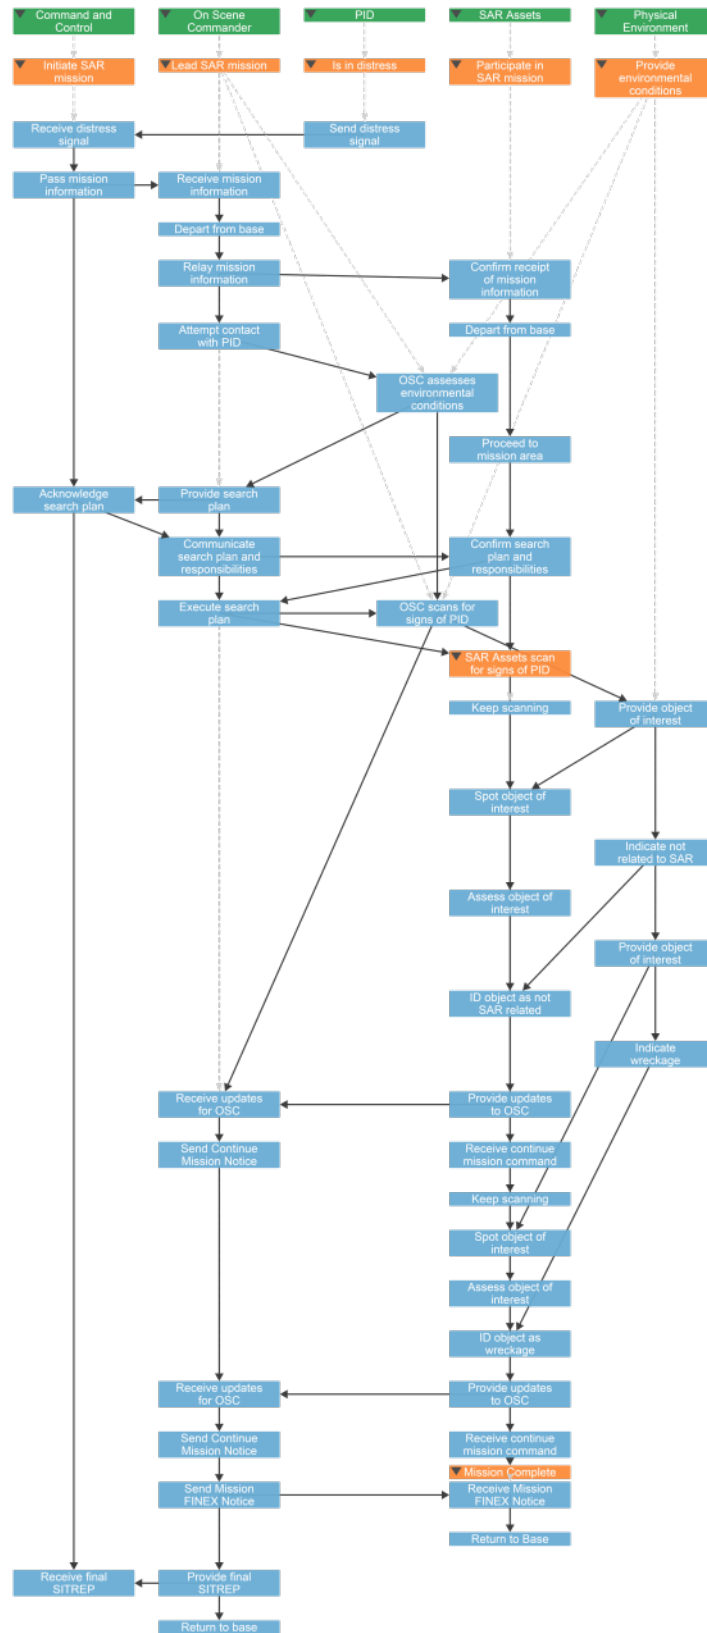 Command and
Control
On Scene
Commander
PID
SAR Assets
Physical
Environment
Initiate SAR
mission
Lead SAR mission
Is in distress
Participate in
SAR mission
Provide
environmental
conditions
Receive distress
signal
Send distress
signal
Pass mission
information
Receive mission
information
Depart from base
Relay mission
information
Confirm receipt
of mission
information
Attempt contact
with PID
Depart from base
OSC assesses
environmental
conditions
Proceed to
mission area
Acknowledge
search plan
Provide search
plan
Communicate
search plan and
responsibilities
Confirm search
plan and
responsibilities
Execute search
plan
OSC scans for
signs of PID
SAR Assets scan
for signs of PID
Keep scanning
Provide object
of interest
Spot object of
interest
Indicate not
related to SAR
Assess object of
interest
Provide object
of interest
ID object as not
SAR related
Indicate
wreckage
Receive updates
for OSC
Provide updates
to OSC
Send Continue
Mission Notice
Receive continue
mission command
Keep scanning
Spot object of
interest
Assess object of
interest
ID object as
wreckage
Receive updates
for OSC
Provide updates
to OSC
Send Continue
Mission Notice
Receive continue
mission command
Mission Complete
Send Mission
FINEX Notice
Receive Mission
FINEX Notice
Return to Base
Receive final
SITREP
Provide final
SITREP
Return to base